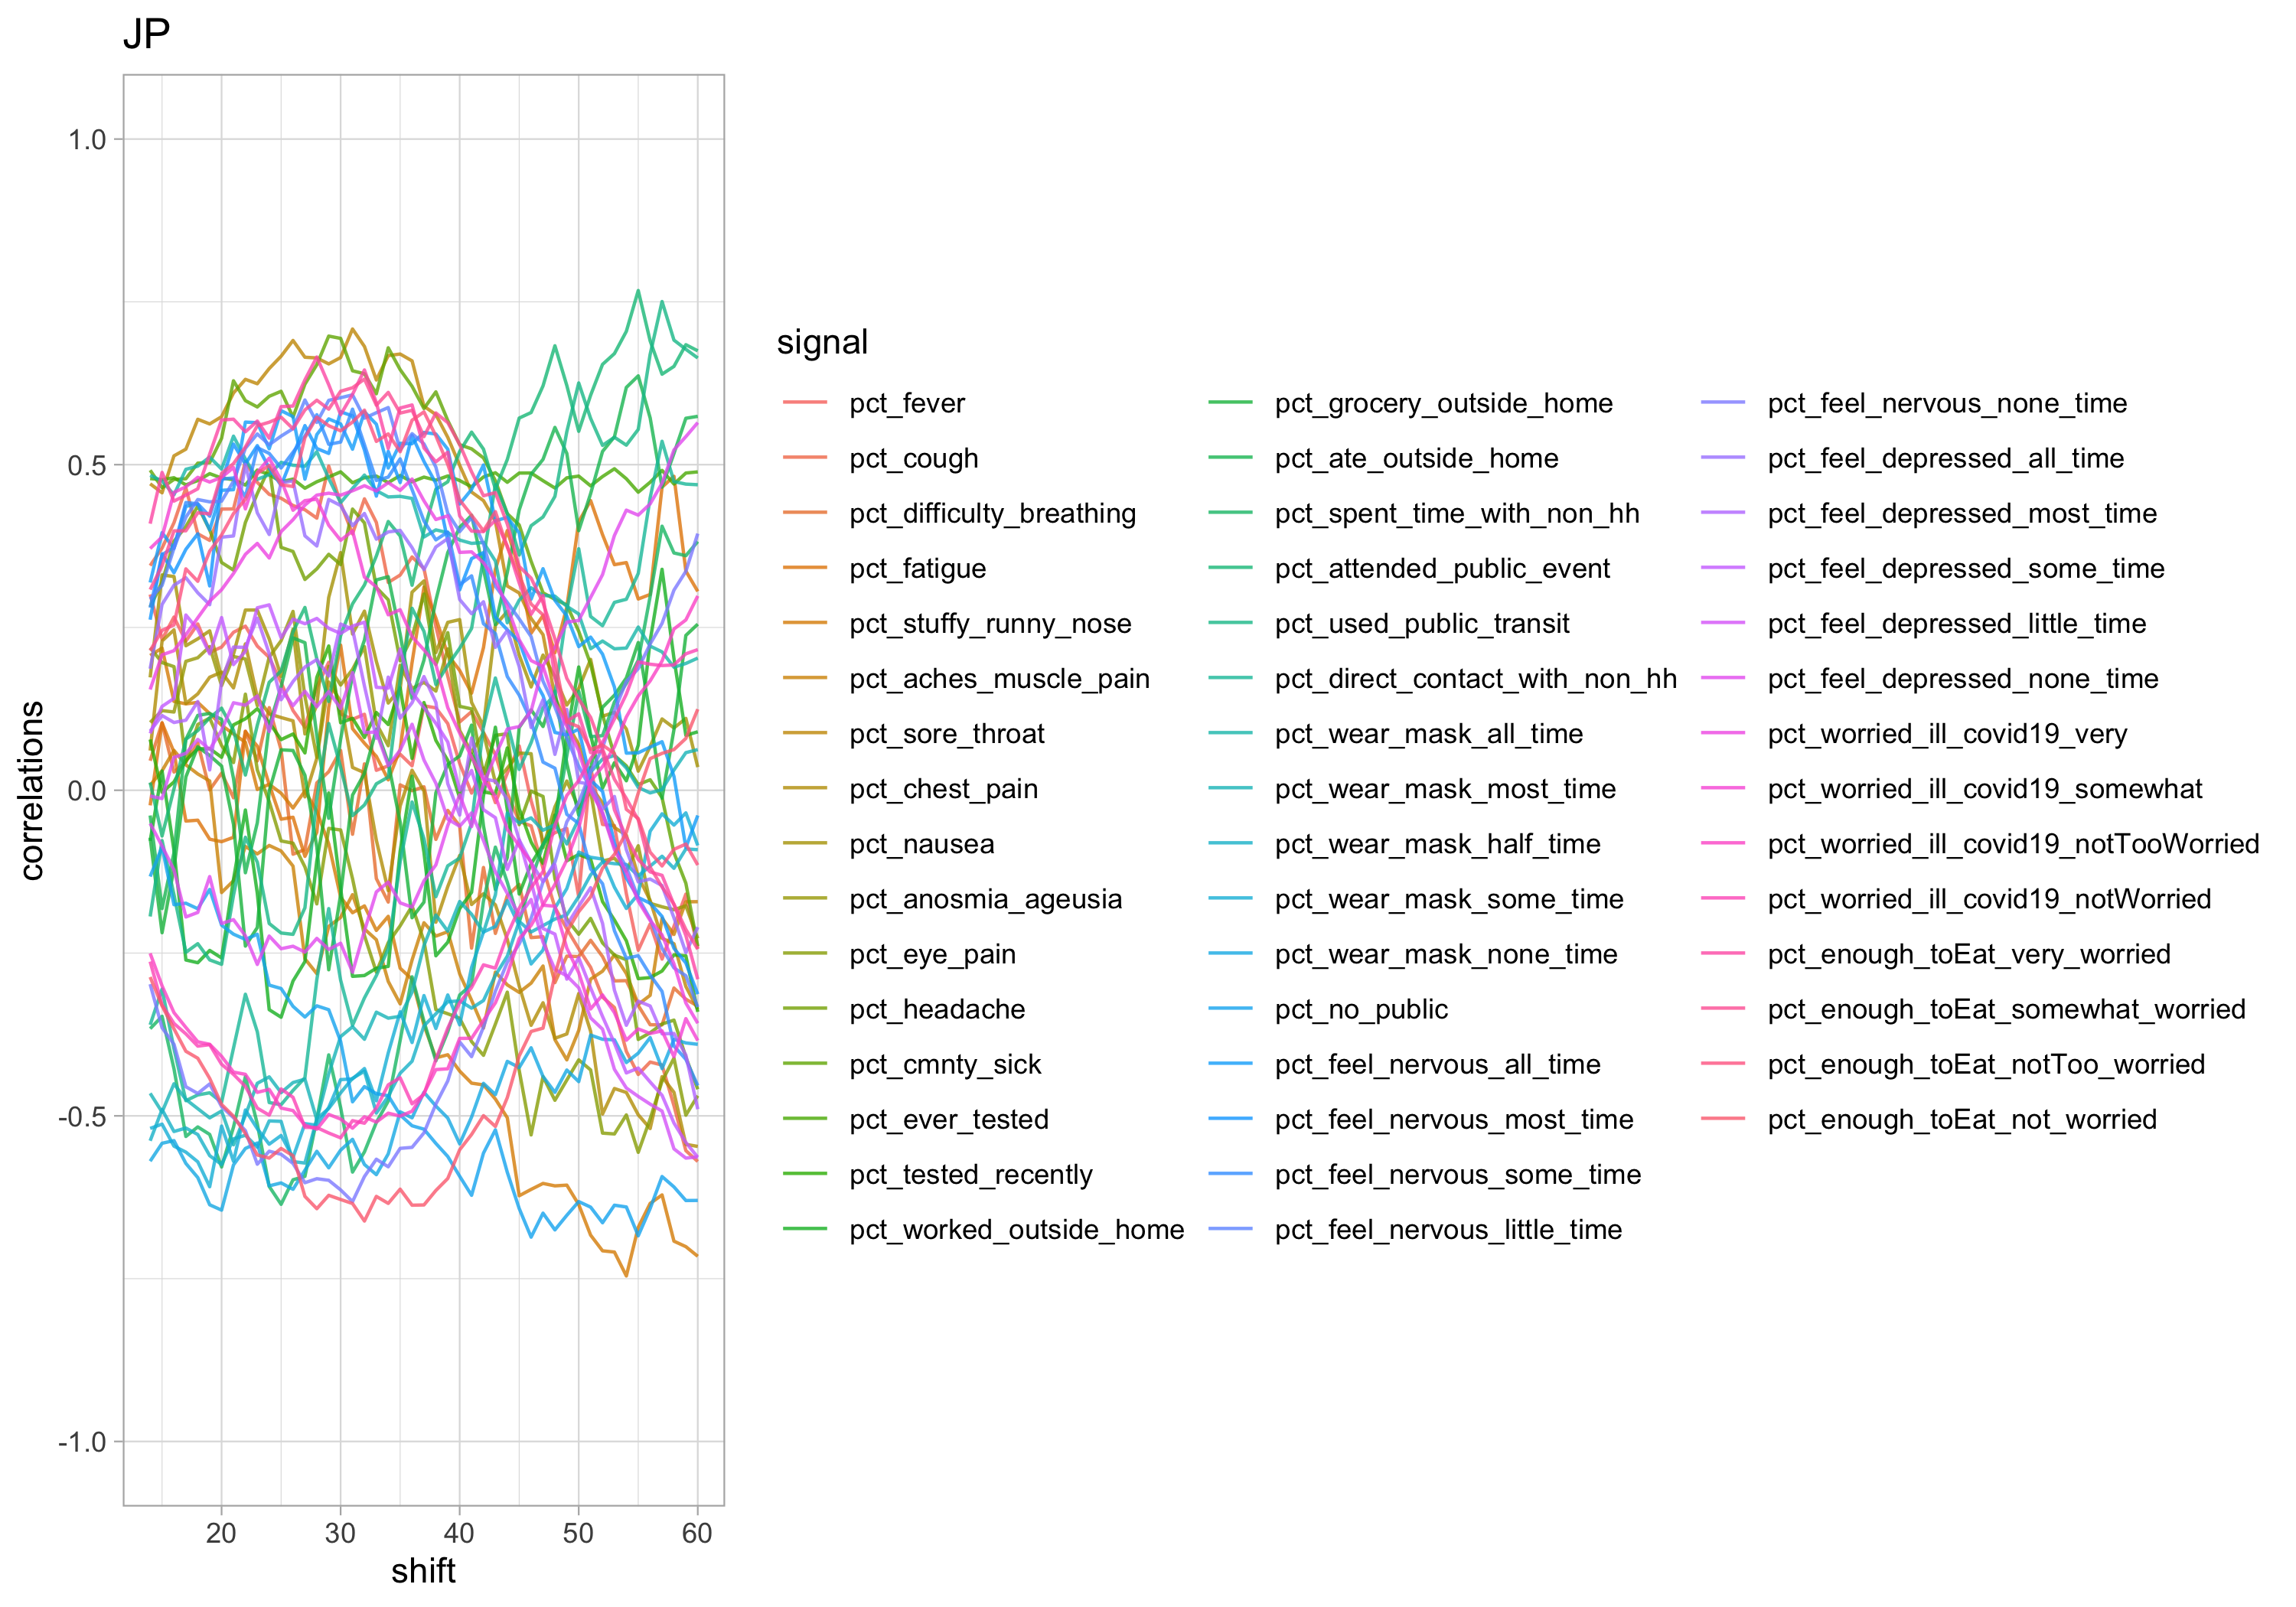 JP
1.0
0.5
0.0
-0.5
-1.0
correlations
20 30 40 50 60
shift
signal
pct_fever
pct_cough
pct_difficulty_breathing
pct_fatigue
pct_stuffy_runny_nose
pct_aches_muscle_pain
pct_sore_throat
pct_chest_pain
pct_nausea
pct_anosmia_ageusia
pct_eye_pain
pct_headache
pct_cmnty_sick
pct_ever_tested
pct_tested_recently
pct_worked_outside_home
pct_grocery_outside_home
pct_ate_outside_home
pct_spent_time_with_non_hh
pct_attended_public_event
pct_used_public_transit
pct_direct_contact_with_non_hh
pct_wear_mask_all_time
pct_wear_mask_most_time
pct_wear_mask_half_time
pct_wear_mask_some_time
pct_wear_mask_none_time
pct_no_public
pct_feel_nervous_all_time
pct_feel_nervous_most_time
pct_feel_nervous_some_time
pct_feel_nervous_little_time
pct_feel_nervous_none_time
pct_feel_depressed_all_time
pct_feel_depressed_most_time
pct_feel_depressed_some_time
pct_feel_depressed_little_time
pct_feel_depressed_none_time
pct_worried_ill_covid19_very
pct_worried_ill_covid19_somewhat
pct_worried_ill_covid19_notTooWorried
pct_worried_ill_covid19_notWorried
pct_enough_toEat_very_worried
pct_enough_toEat_somewhat_worried
pct_enough_toEat_notToo_worried
pct_enough_toEat_not_worried